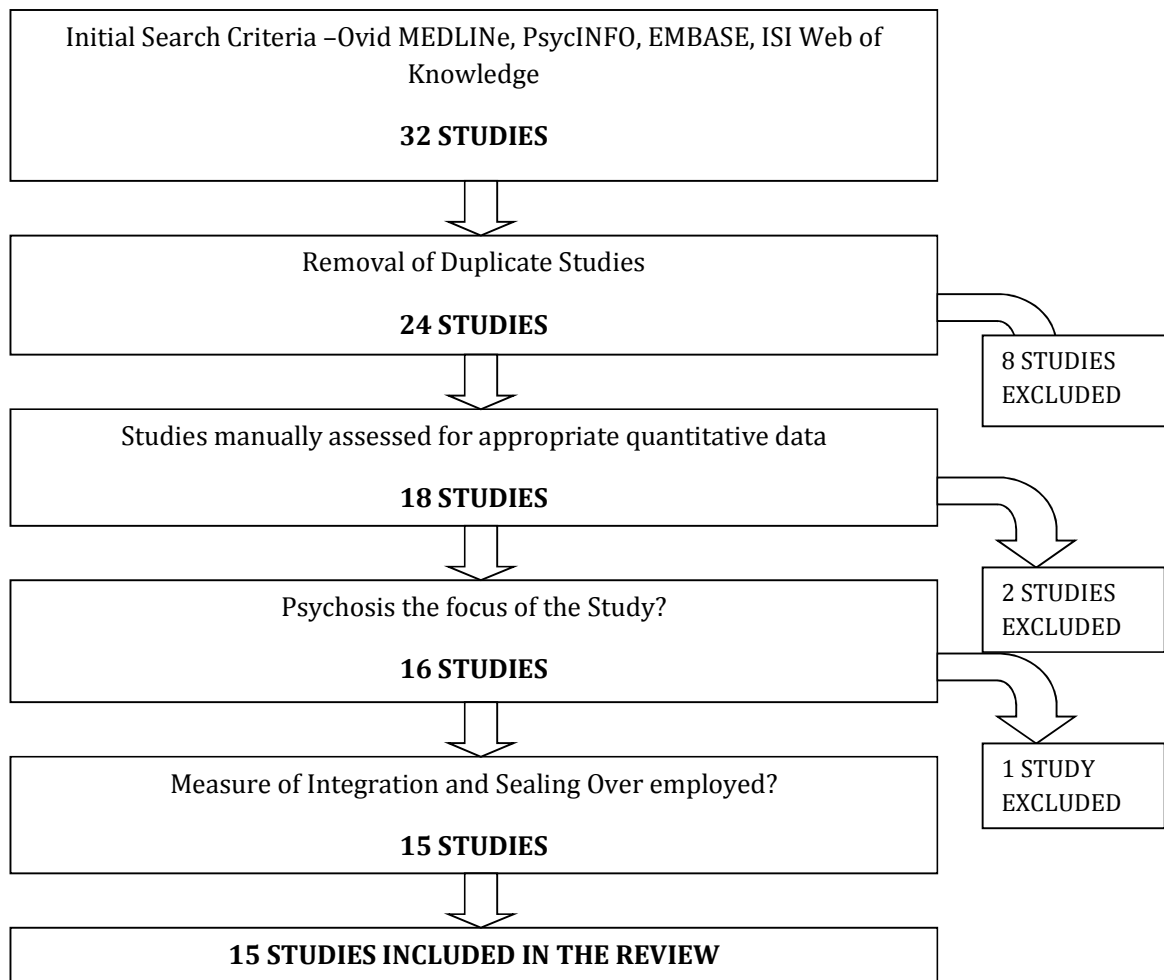 Initial Search Criteria –Ovid MEDLINe, PsycINFO, EMBASE, ISI Web of
Knowledge
32 STUDIES
Removal of Duplicate Studies
24 STUDIES
8 STUDIES
EXCLUDED
Studies manually assessed for appropriate quantitative data
18 STUDIES
2 STUDIES
EXCLUDED
Psychosis the focus of the Study?
16 STUDIES
1 STUDY
EXCLUDED
Measure of Integration and Sealing Over employed?
15 STUDIES
15 STUDIES INCLUDED IN THE REVIEW